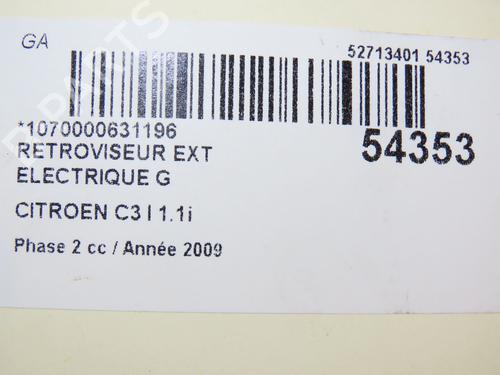 GA
52713401 54353
*1070000631196
54353
RETROVISEUR EXT
ELECTRIQUE G
CITROEN C3 I 1.1i
Phase 2 cc / Année 2009